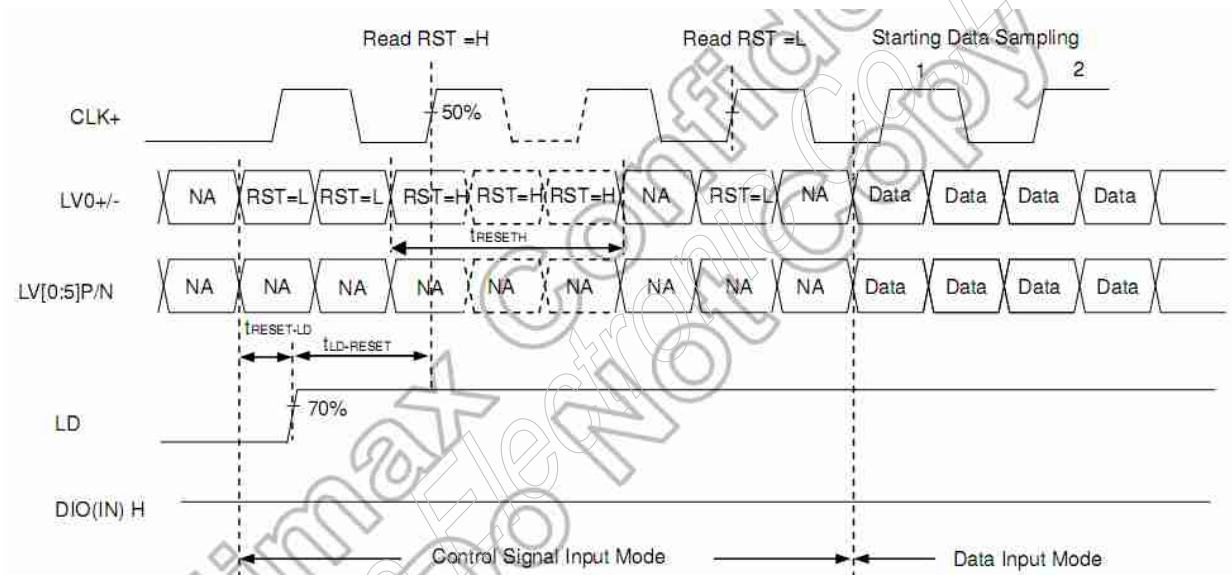 Read RST =H Read RST =L Starting Data Sampling
1 2
CLK+ 50%
LV0+/- NA RST=L RST=L RST=H RST=H RST=H NA RST=L NA Data Data Data Data
tRESETH
LV[0:5]P/N NA NA NA NA NA NA NA NA NA Data Data Data Data
tRESET-LD
tLD-RESET
70%
LD
DIO(IN) H
Control Signal Input Mode Data Input Mode
Do Not Copy